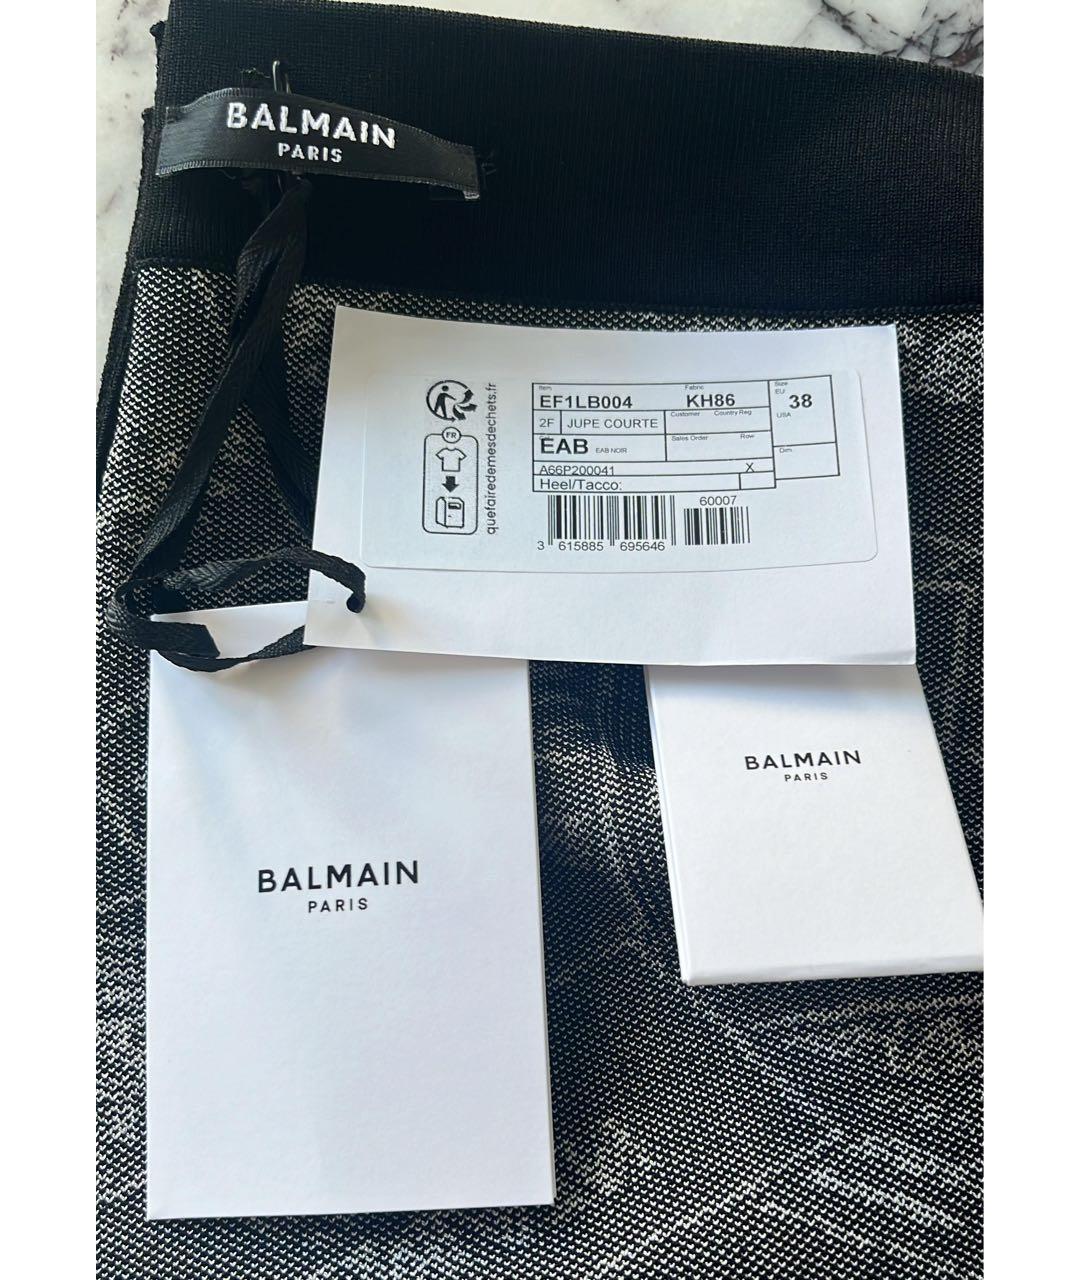 BALMAIN
PARIS
FR
quefairedemesdechets.fr
Item
Fabric
Size
EF1LB004
KH86
EU
38
2F
JUPE COURTE
Customer
Country Reg
USA
EAB
EAB NOIR
Sales Order
Row
Dim.
A66P200041
X
Heel/Tacco:
60007
3 615885 695646
BALMAIN
PARIS
BALMAIN
PARIS